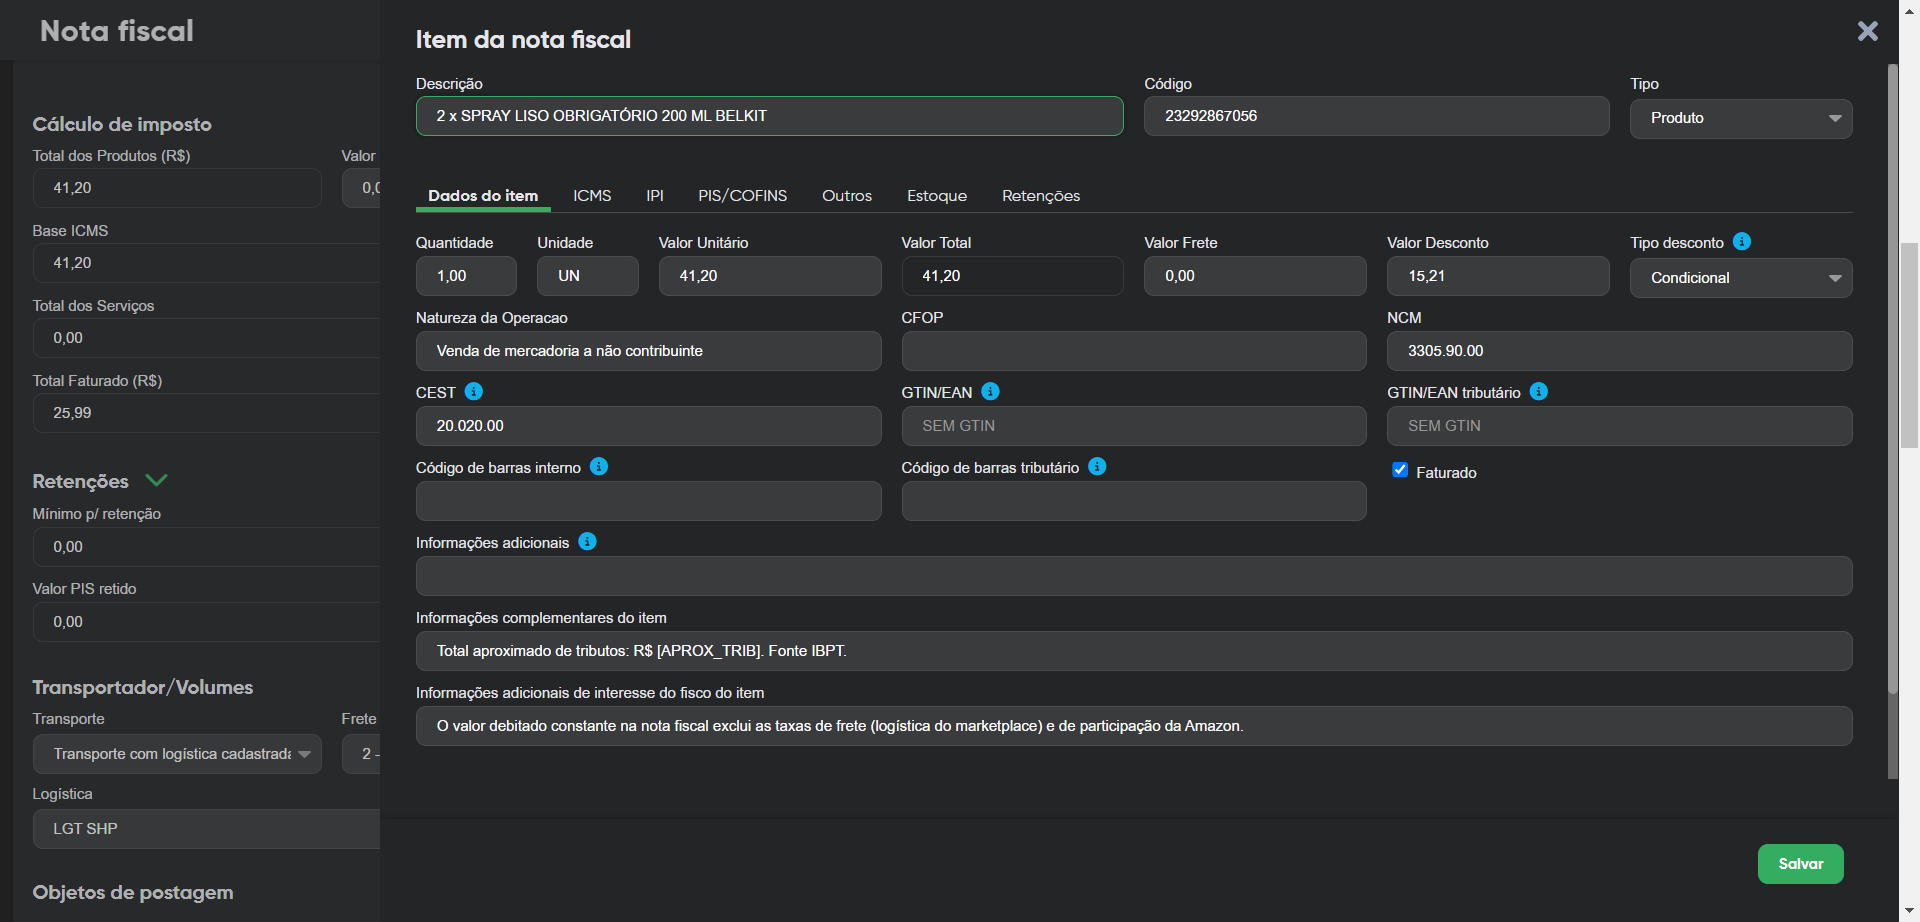 Nota fiscal
Cálculo de imposto
Total dos Produtos (R$)
Valor
41,20
0,0
Base ICMS
41,20
Total dos Serviços
0,00
Total Faturado (R$)
25,99
Retenções
Mínimo p/ retenção
0,00
Valor PIS retido
0,00
Transportador/Volumes
Transporte
Frete
Transporte com logística cadastrada
2 -
Logística
LGT SHP
Objetos de postagem
Item da nota fiscal
Descrição
Código
Tipo
2 x SPRAY LISO OBRIGATÓRIO 200 ML BELKIT
23292867056
Produto
Dados do item
ICMS
IPI
PIS/COFINS
Outros
Estoque
Retenções
Quantidade
Unidade
Valor Unitário
Valor Total
Valor Frete
Valor Desconto
Tipo desconto
1,00
UN
41,20
41,20
0,00
15,21
Condicional
Natureza da Operacao
CFOP
NCM
Venda de mercadoria a não contribuinte
3305.90.00
CEST
GTIN/EAN
GTIN/EAN tributário
20.020.00
SEM GTIN
SEM GTIN
Código de barras interno
Código de barras tributário
Faturado
Informações adicionais
Informações complementares do item
Total aproximado de tributos: R$ [APROX_TRIB]. Fonte IBPT.
Informações adicionais de interesse do fisco do item
O valor debitado constante na nota fiscal exclui as taxas de frete (logística do marketplace) e de participação da Amazon.
Salvar